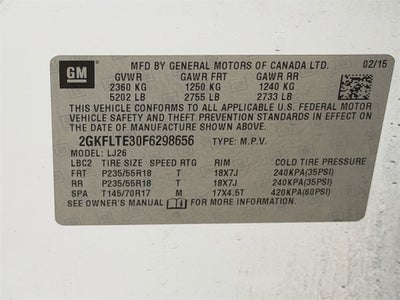 GM
MFD BY GENERAL MOTORS OF CANADA LTD. 02/15
GVWR GAWR FRT GAWR RR
2360 KG 1250 KG 1240 KG
5202 LB 2755 LB 2733 LB
THIS VEHICLE CONFORMS TO ALL APPLICABLE U.S. FEDERAL MOTOR
VEHICLE SAFETY AND THEFT PREVENTION STANDARDS IN EFFECT
ON THE DATE OF MANUFACTURE SHOWN ABOVE.
2GKFLTE30F6298656 TYPE: M.P.V.
MODEL: LJ26
LBC2 TIRE SIZE SPEED RTG RIM COLD TIRE PRESSURE
FRT P235/55R18 T 18X7J 240KPA(35PSI)
RR P235/55R18 T 18X7J 240KPA(35PSI)
SPA T145/70R17 M 17X4.5T 420KPA(60PSI)
SEE OWNER'S MANUAL FOR MORE INFORMATION.